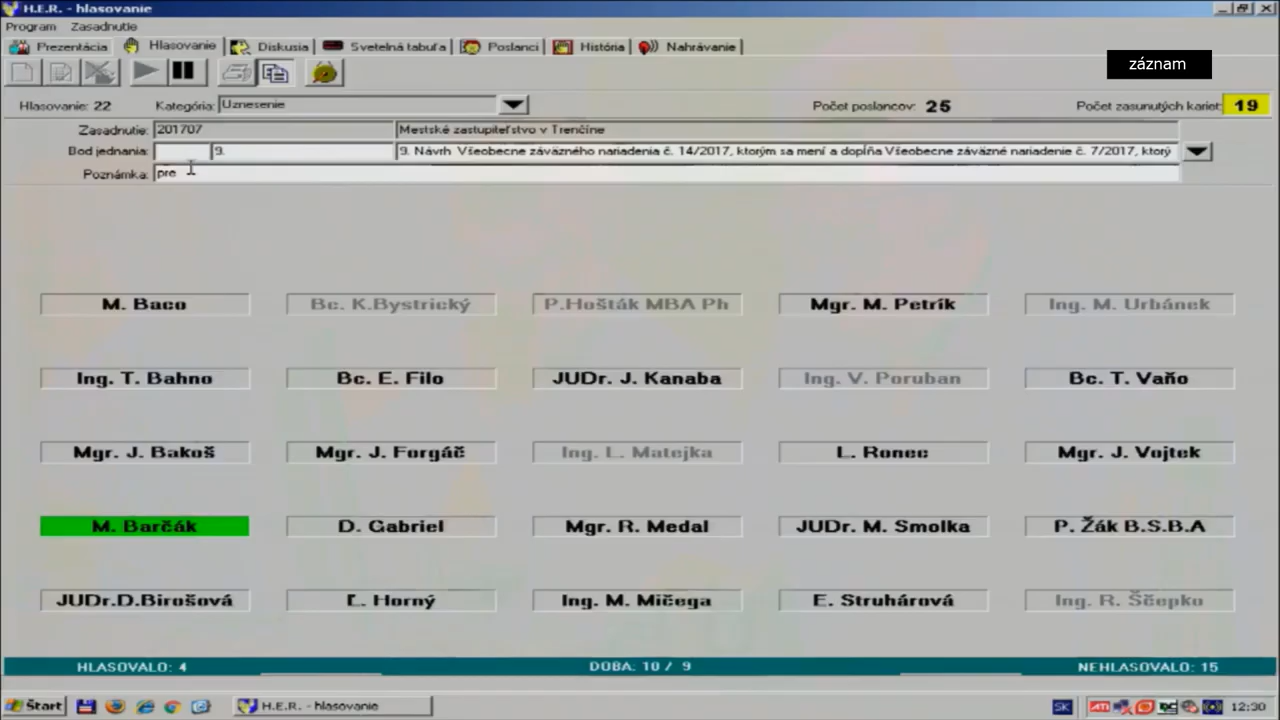 H.E.R. - hlasovanie
Program Zasadnutie
Prezentácia Hlasovanie Diskusia Svetelná tabuľa Poslanci História Nahrávanie
záznam
Hlasovanie: 22 Kategória: Uznesenie Počet poslancov: 25 Počet zasunutých kariet: 19
Zasadnutie: 201707 Mestské zastupiteľstvo v Trenčíne
Bod jednania: 9. 9. Návrh Všeobecne záväzného nariadenia č. 14/2017, ktorým sa mení a dopĺňa Všeobecne záväzné nariadenie č. 7/2017, ktorý
Poznámka: pre
M. Baco Bc. K.Bystrický P.Hošták MBA Ph Mgr. M. Petrík Ing. M. Urbánek
Ing. T. Bahno Bc. E. Filo JUDr. J. Kanaba Ing. V. Poruban Bc. T. Vaňo
Mgr. J. Bakoš Mgr. J. Forgáč Ing. L. Matejka L. Ronec Mgr. J. Vojtek
M. Barčák D. Gabriel Mgr. R. Medal JUDr. M. Smolka P. Žák B.S.B.A
JUDr.D.Birošová Ľ. Horný Ing. M. Mičega E. Struhárová Ing. R. Ščepko
HLASOVALO: 4 DOBA: 10 / 9 NEHLASOVALO: 15
Štart H.E.R. - hlasovanie SK ATI 12:30